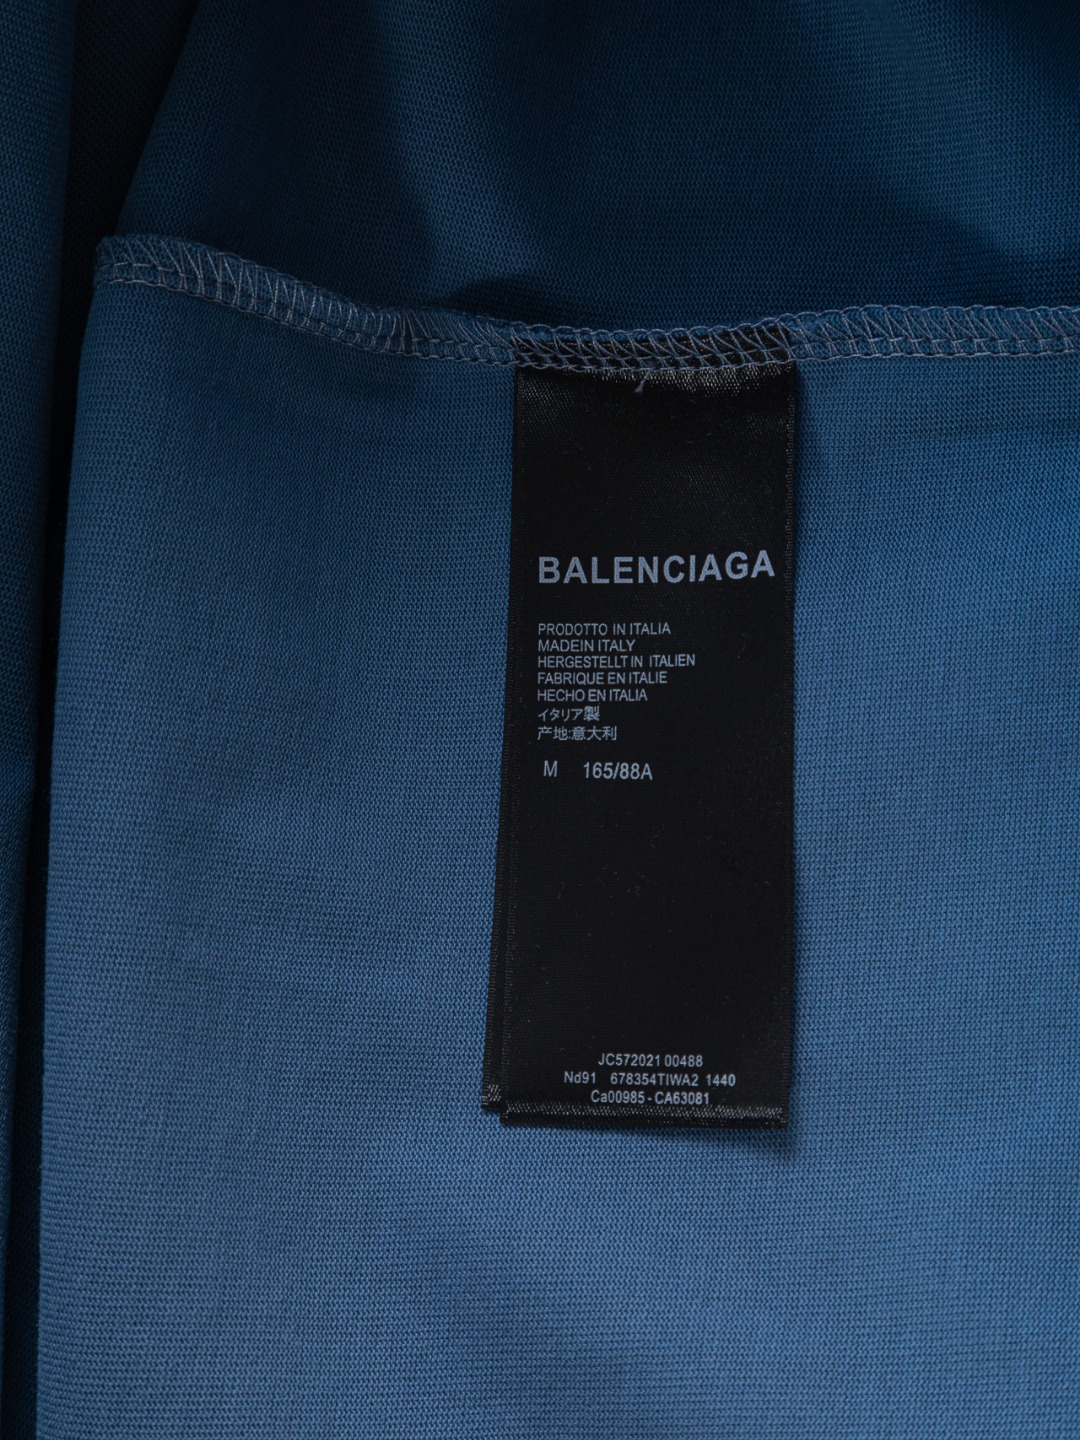 BALENCIAGA
PRODOTTO IN ITALIA
MADEIN ITALY
HERGESTELLT IN ITALIEN
FABRIQUE EN ITALIE
HECHO EN ITALIA
イタリア製
产地:意大利
M 165/88A
JC572021 00488
Nd91 678354TIWA2 1440
Ca00985-CA63081